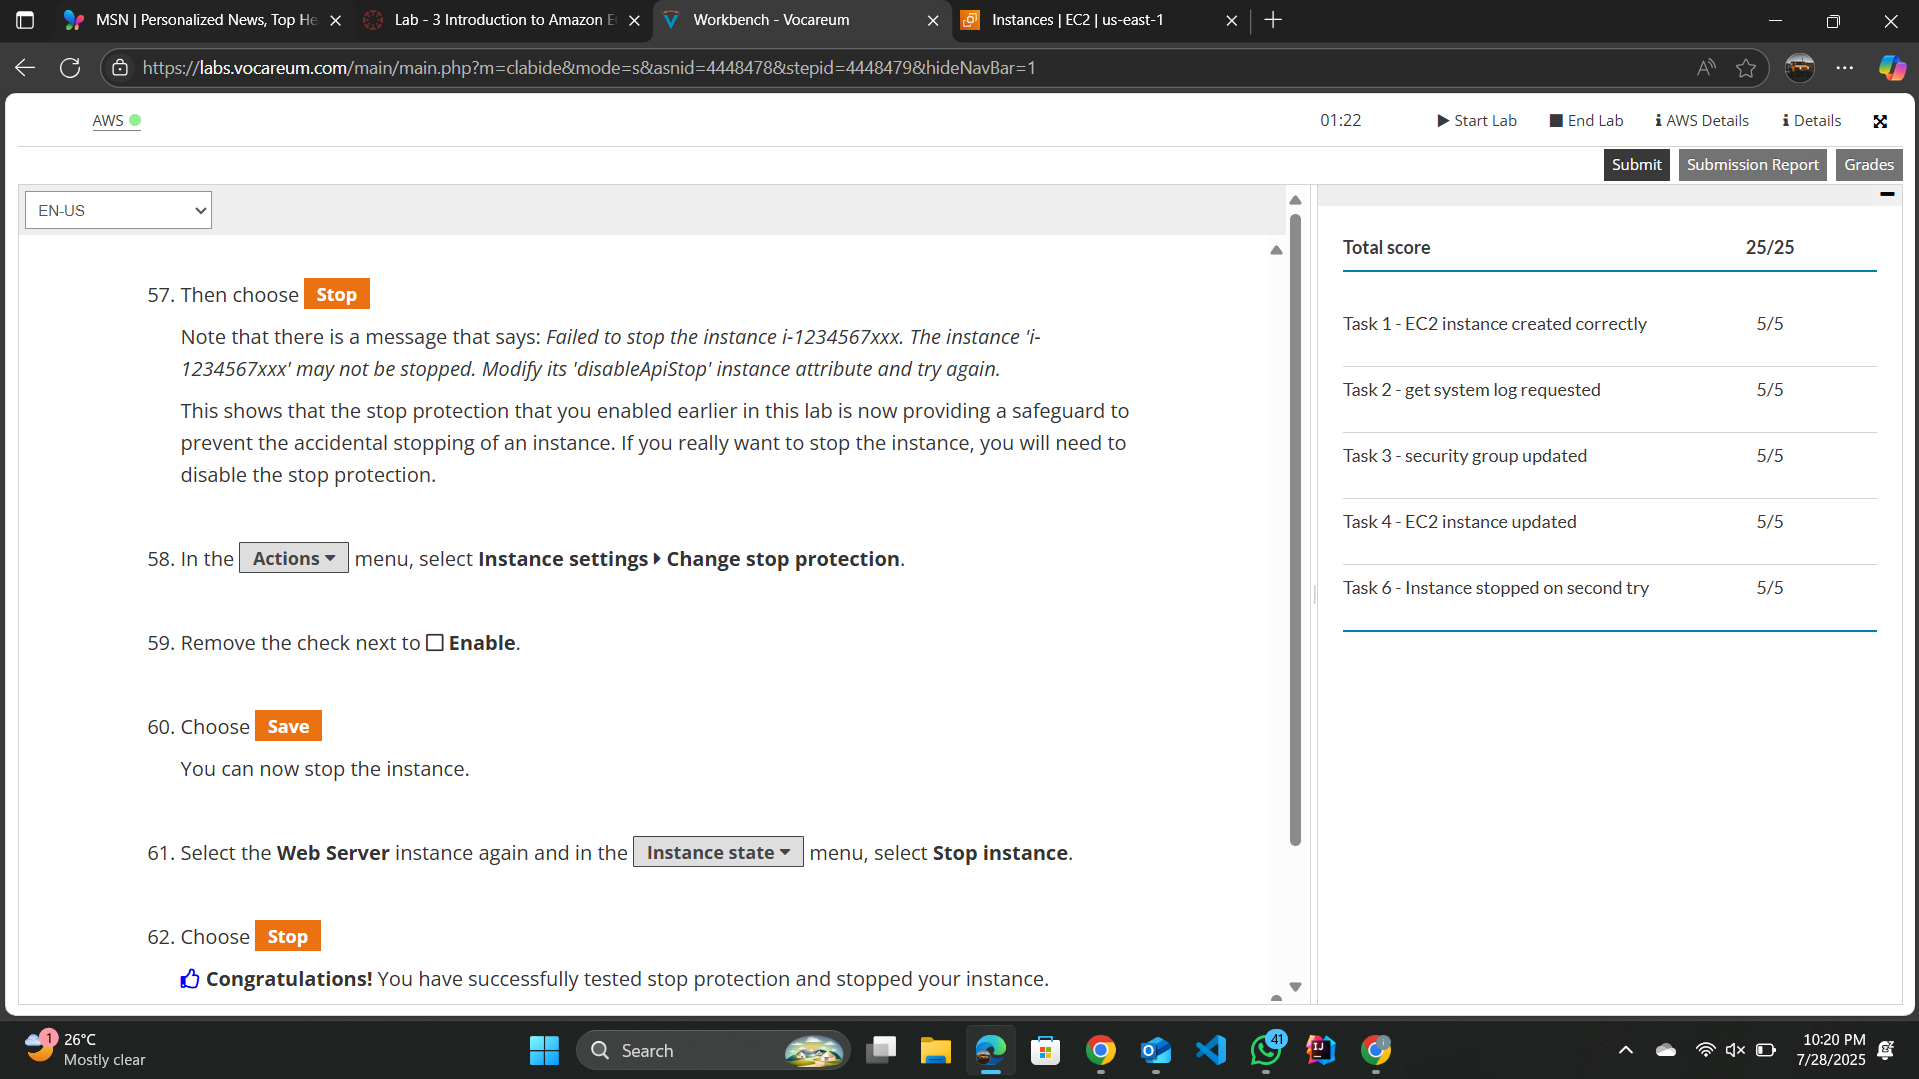 MSN | Personalized News, Top He
Lab - 3 Introduction to Amazon E
Workbench - Vocareum
Instances | EC2 | us-east-1
https://labs.vocareum.com/main/main.php?m=clabide&mode=s&asnid=4448478&stepid=4448479&hideNavBar=1
AWS
01:22
Start Lab
End Lab
AWS Details
Details
Submit
Submission Report
Grades
EN-US
57. Then choose Stop
Note that there is a message that says: Failed to stop the instance i-1234567xxx. The instance 'i-
1234567xxx' may not be stopped. Modify its 'disableApiStop' instance attribute and try again.
This shows that the stop protection that you enabled earlier in this lab is now providing a safeguard to
prevent the accidental stopping of an instance. If you really want to stop the instance, you will need to
disable the stop protection.
58. In the Actions menu, select Instance settings Change stop protection.
59. Remove the check next to Enable.
60. Choose Save
You can now stop the instance.
61. Select the Web Server instance again and in the Instance state menu, select Stop instance.
62. Choose Stop
Congratulations! You have successfully tested stop protection and stopped your instance.
Total score 25/25
Task 1 - EC2 instance created correctly 5/5
Task 2 - get system log requested 5/5
Task 3 - security group updated 5/5
Task 4 - EC2 instance updated 5/5
Task 6 - Instance stopped on second try 5/5
1
26°C
Mostly clear
Search
41
10:20 PM
7/28/2025